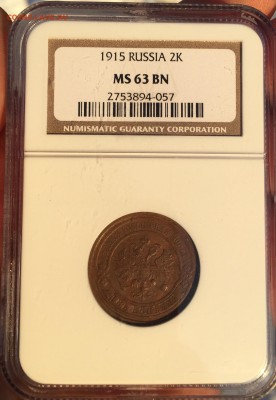 1915 RUSSIA 2K
MS 63 BN
2753894-057
NUMISMATIC GUARANTY CORPORATION